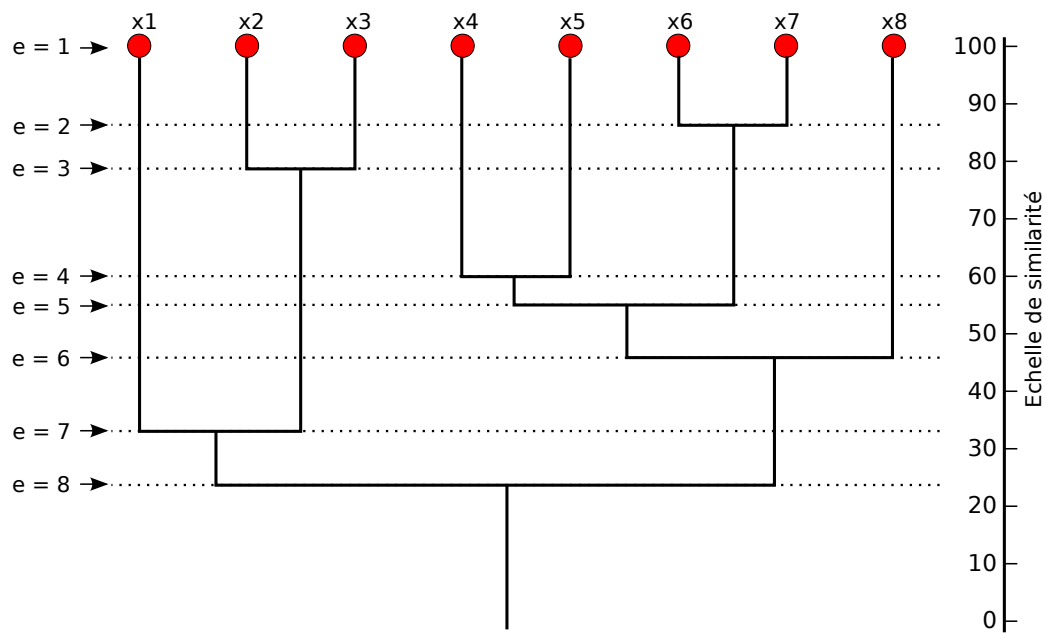 x1 x2 x3 x4 x5 x6 x7 x8
e = 1
e = 2
e = 3
e = 4
e = 5
e = 6
e = 7
e = 8
100
90
80
70
60
50
40
30
20
10
0
Echelle de similarité